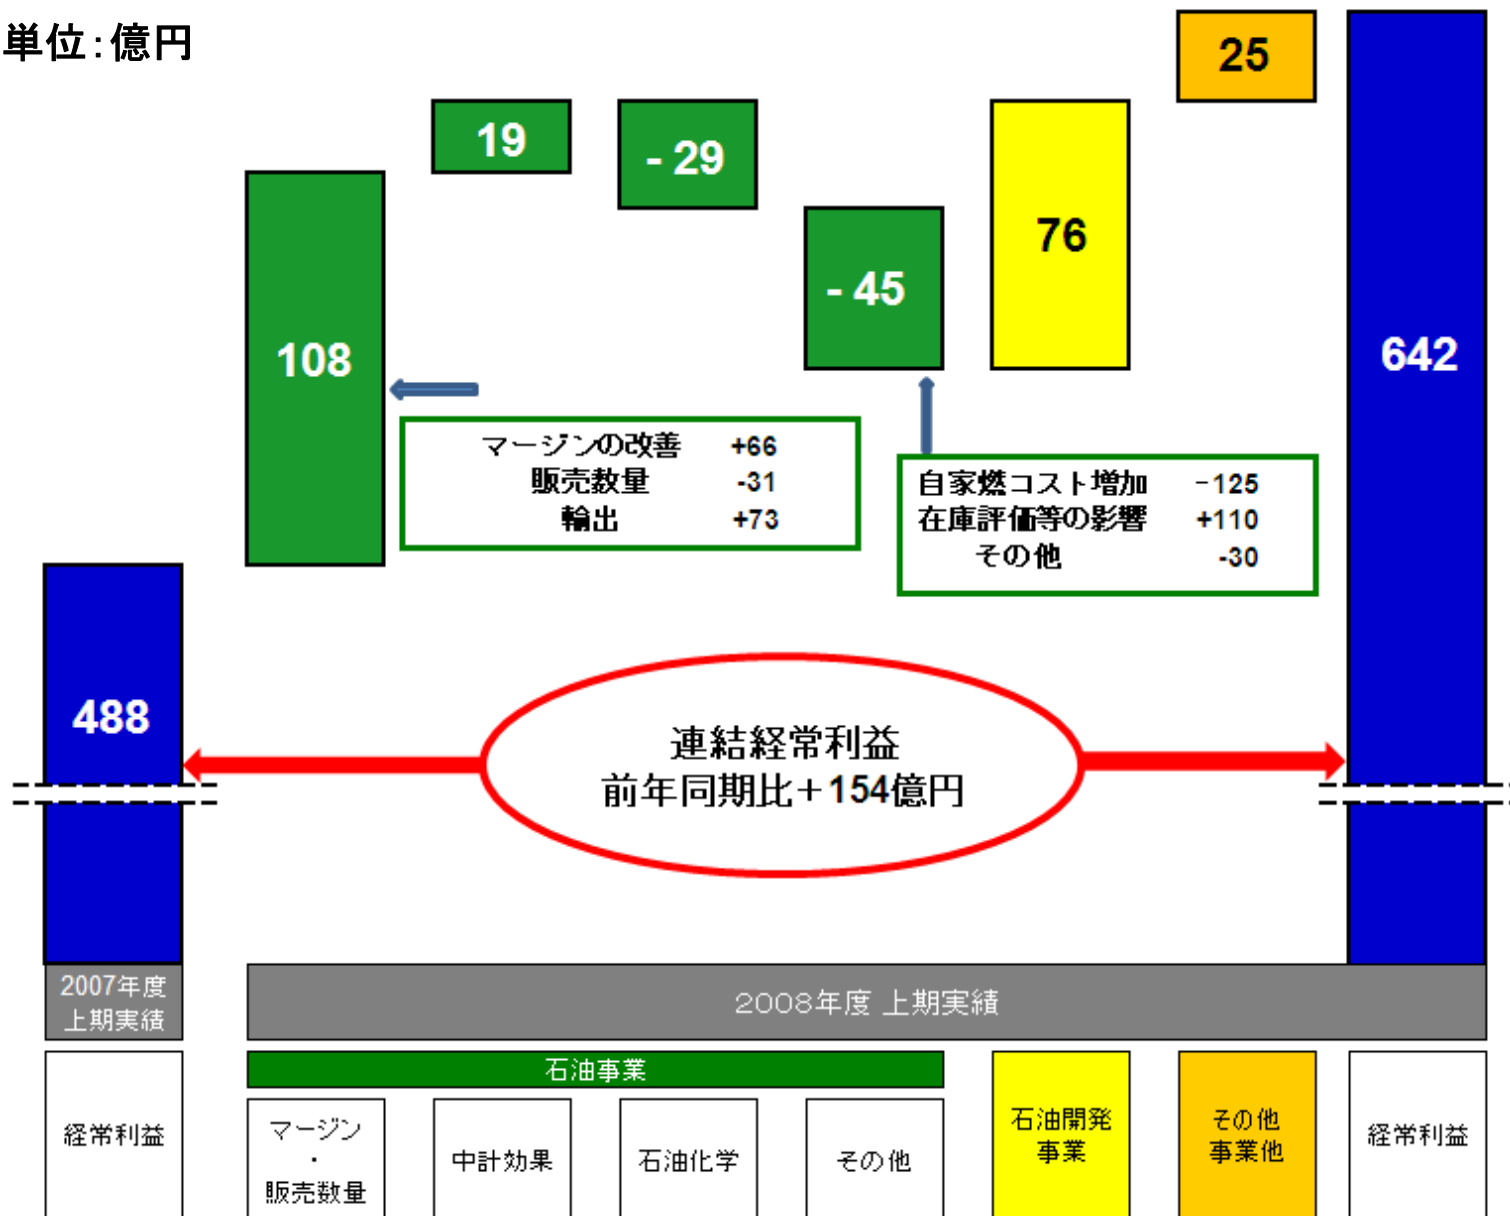 単位：億円
25
19
- 29
76
- 45
108
642
マージンの改善 +66
販売数量 -31
輸出 +73
自家燃コスト増加 -125
在庫評価等の影響 +110
その他 -30
488
連結経常利益
前年同期比＋154億円
2007年度
上期実績
2008年度 上期実績
石油事業
経常利益
マージン
・
販売数量
中計効果
石油化学
その他
石油開発
事業
その他
事業他
経常利益